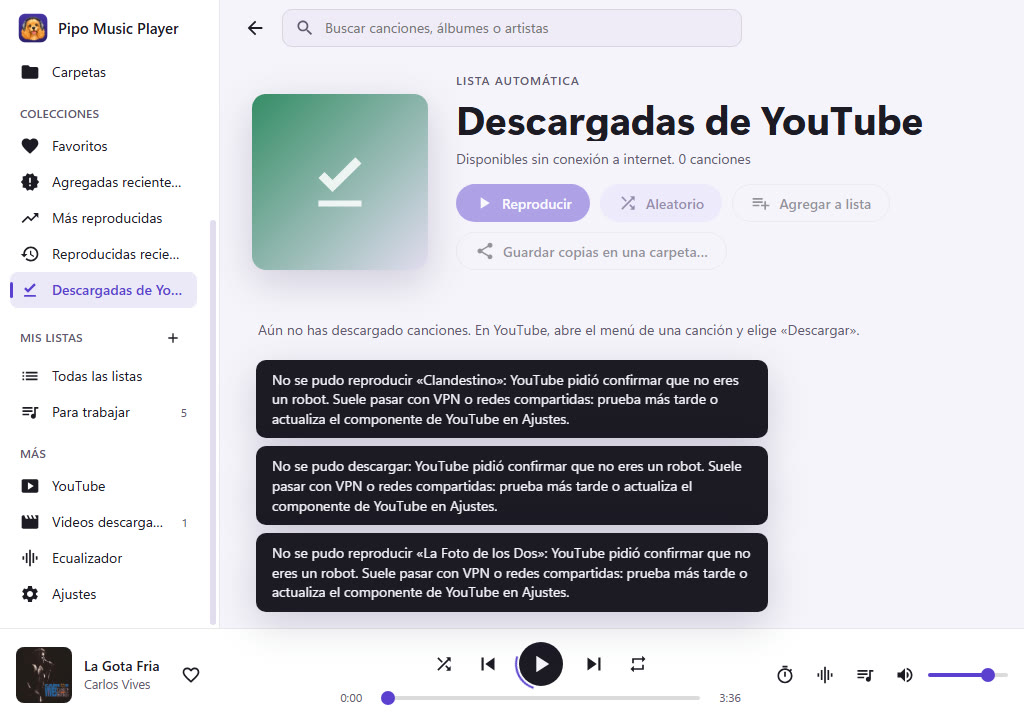 Pipo Music Player
Buscar canciones, álbumes o artistas
Carpetas
COLECCIONES
Favoritos
Agregadas reciente...
Más reproducidas
Reproducidas recie...
Descargadas de Yo...
MIS LISTAS
Todas las listas
Para trabajar 5
MÁS
YouTube
Videos descarga... 1
Ecualizador
Ajustes
LISTA AUTOMÁTICA
Descargadas de YouTube
Disponibles sin conexión a internet. 0 canciones
Reproducir
Aleatorio
Agregar a lista
Guardar copias en una carpeta...
Aún no has descargado canciones. En YouTube, abre el menú de una canción y elige «Descargar».
No se pudo reproducir «Clandestino»: YouTube pidió confirmar que no eres
un robot. Suele pasar con VPN o redes compartidas: prueba más tarde o
actualiza el componente de YouTube en Ajustes.
No se pudo descargar: YouTube pidió confirmar que no eres un robot. Suele
pasar con VPN o redes compartidas: prueba más tarde o actualiza el
componente de YouTube en Ajustes.
No se pudo reproducir «La Foto de los Dos»: YouTube pidió confirmar que no
eres un robot. Suele pasar con VPN o redes compartidas: prueba más tarde o
actualiza el componente de YouTube en Ajustes.
La Gota Fria
Carlos Vives
0:00
3:36